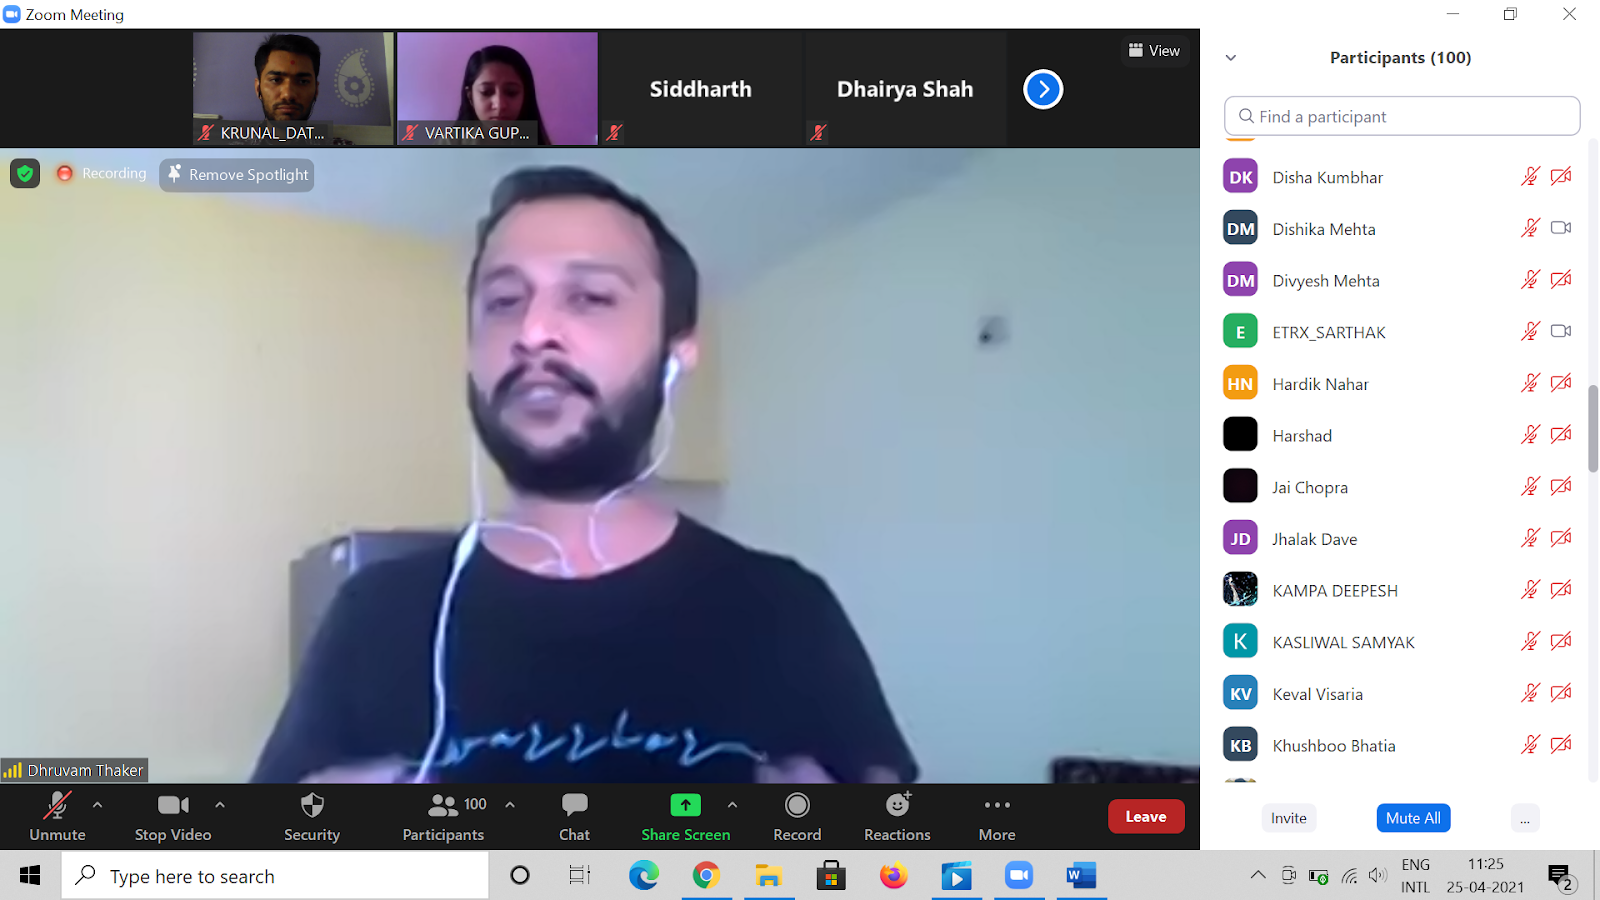 Zoom Meeting
KRUNAL_DAT...
VARTIKA GUP...
Siddharth
Dhairya Shah
View
Recording
Remove Spotlight
warrior
Dhruvam Thaker
Unmute
Stop Video
Security
100
Participants
Chat
Share Screen
Record
Reactions
More
Leave
Participants (100)
Find a participant
DK Disha Kumbhar
DM Dishika Mehta
DM Divyesh Mehta
E ETRX_SARTHAK
HN Hardik Nahar
Harshad
Jai Chopra
JD Jhalak Dave
KAMPA DEEPESH
K KASLIWAL SAMYAK
KV Keval Visaria
KB Khushboo Bhatia
Invite
Mute All
...
Type here to search
W
ENG
INTL
11:25
25-04-2021
2